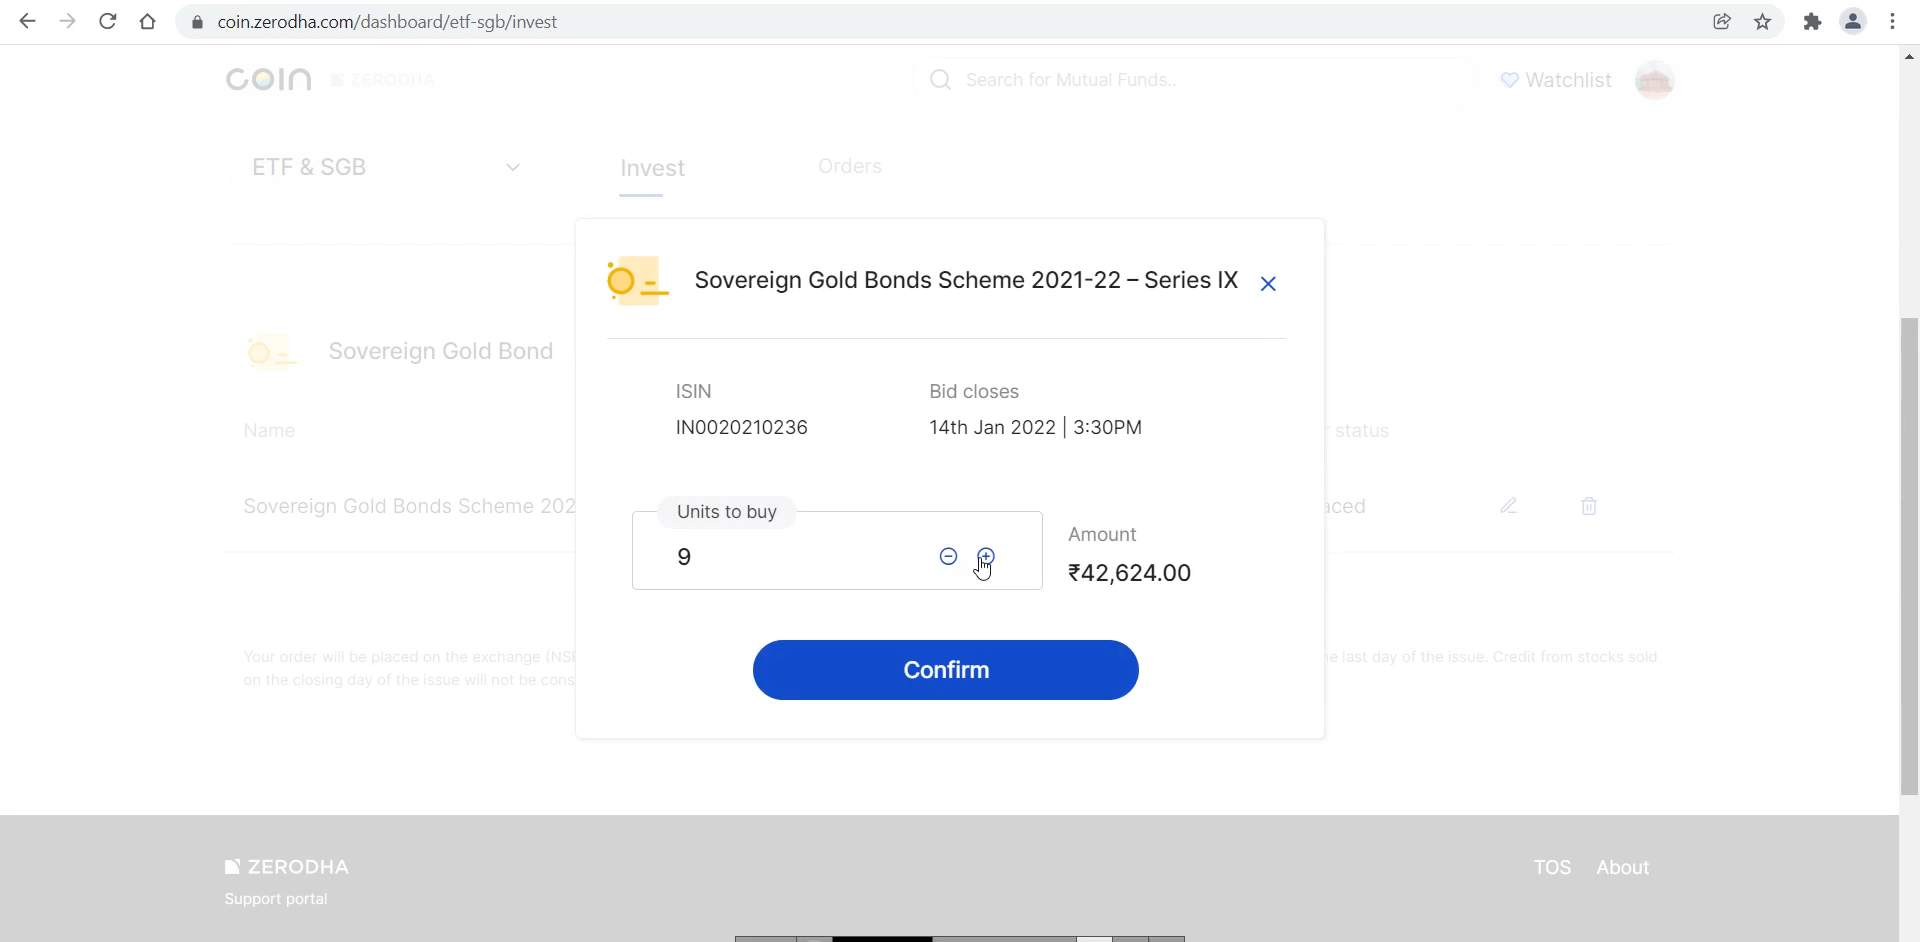 coin.zerodha.com/dashboard/etf-sgb/invest
COIN ZERODHA Search for Mutual Funds.. Watchlist
ETF & SGB Invest Orders
Sovereign Gold Bonds Scheme 2021-22 – Series IX
Sovereign Gold Bond
ISIN Bid closes
IN0020210236 14th Jan 2022 | 3:30PM
Name status
Sovereign Gold Bonds Scheme 202
Units to buy
Amount
9
₹42,624.00
Your order will be placed on the exchange (NS last day of the issue. Credit from stocks sold
on the closing day of the issue will not be cons
Confirm
ZERODHA TOS About
Support portal